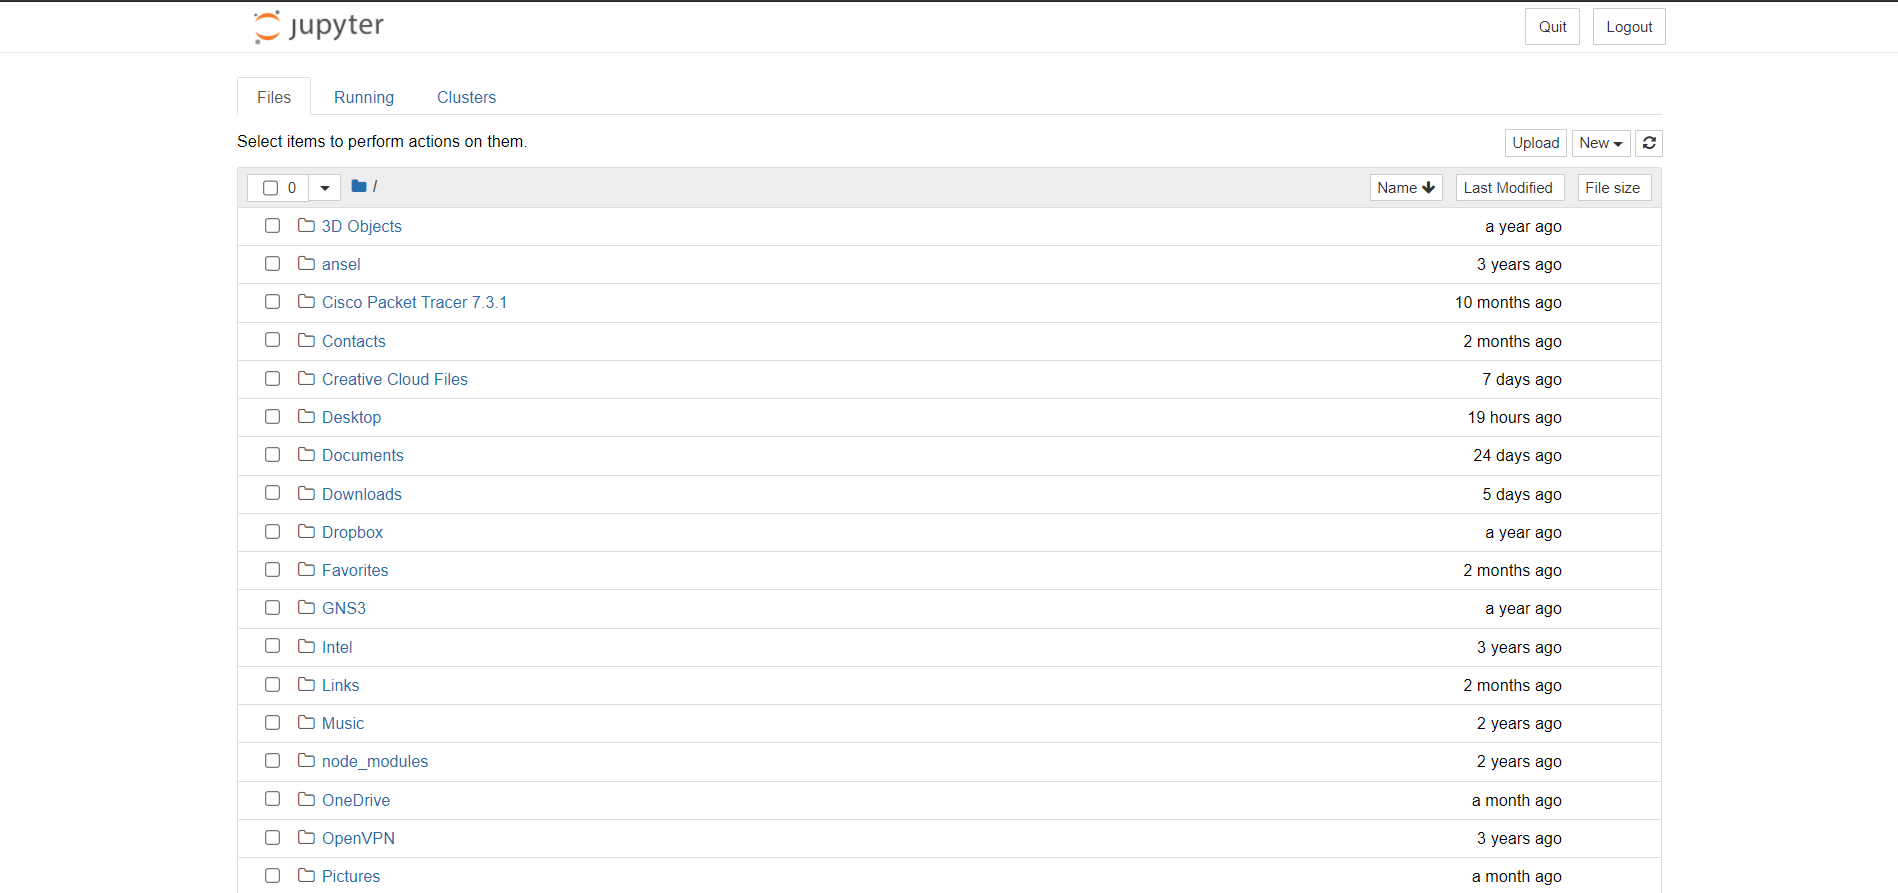 jupyter
Quit Logout
Files Running Clusters
Select items to perform actions on them.
Upload New
0 / Name Last Modified File size
3D Objects a year ago
ansel 3 years ago
Cisco Packet Tracer 7.3.1 10 months ago
Contacts 2 months ago
Creative Cloud Files 7 days ago
Desktop 19 hours ago
Documents 24 days ago
Downloads 5 days ago
Dropbox a year ago
Favorites 2 months ago
GNS3 a year ago
Intel 3 years ago
Links 2 months ago
Music 2 years ago
node_modules 2 years ago
OneDrive a month ago
OpenVPN 3 years ago
Pictures a month ago